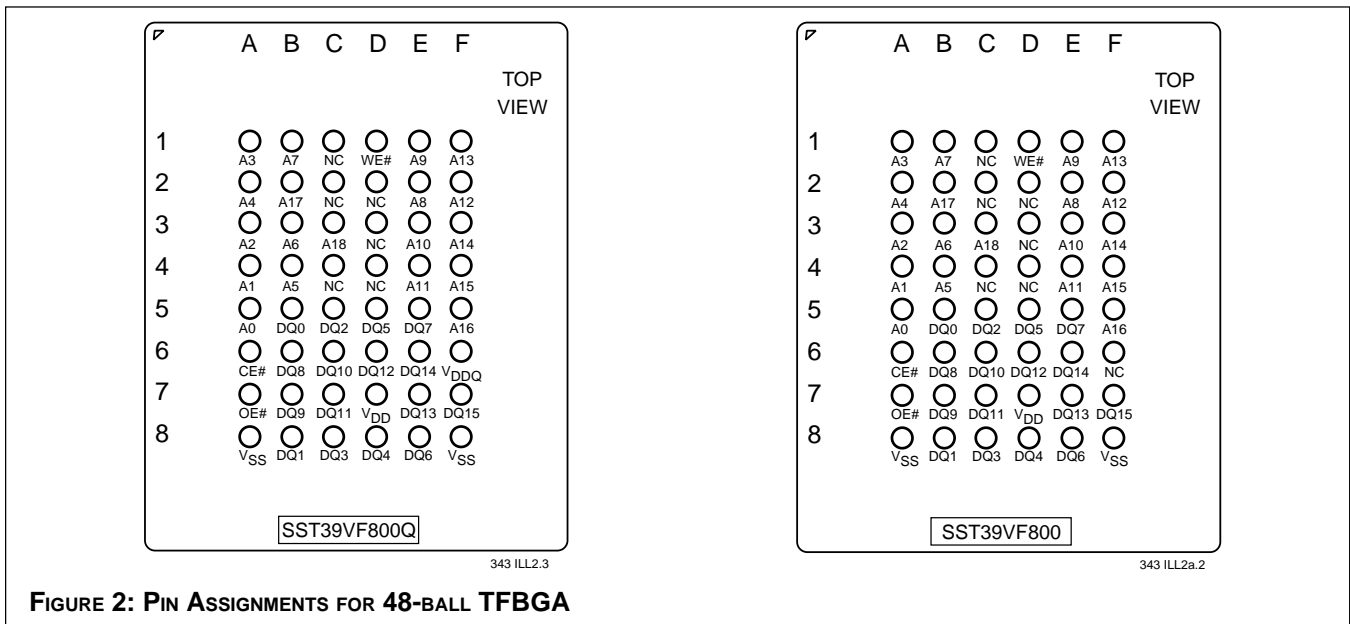 A B C D E F
TOP
VIEW
1
A3 A7 NC WE# A9 A13
2
A4 A17 NC NC A8 A12
3
A2 A6 A18 NC A10 A14
4
A1 A5 NC NC A11 A15
5
A0 DQ0 DQ2 DQ5 DQ7 A16
6
CE# DQ8 DQ10 DQ12 DQ14 VDDQ
7
OE# DQ9 DQ11 VDD DQ13 DQ15
8
VSS DQ1 DQ3 DQ4 DQ6 VSS
SST39VF800Q
343 ILL2.3
A B C D E F
TOP
VIEW
1
A3 A7 NC WE# A9 A13
2
A4 A17 NC NC A8 A12
3
A2 A6 A18 NC A10 A14
4
A1 A5 NC NC A11 A15
5
A0 DQ0 DQ2 DQ5 DQ7 A16
6
CE# DQ8 DQ10 DQ12 DQ14 NC
7
OE# DQ9 DQ11 VDD DQ13 DQ15
8
VSS DQ1 DQ3 DQ4 DQ6 VSS
SST39VF800
343 ILL2a.2
FIGURE 2: PIN ASSIGNMENTS FOR 48-BALL TFBGA